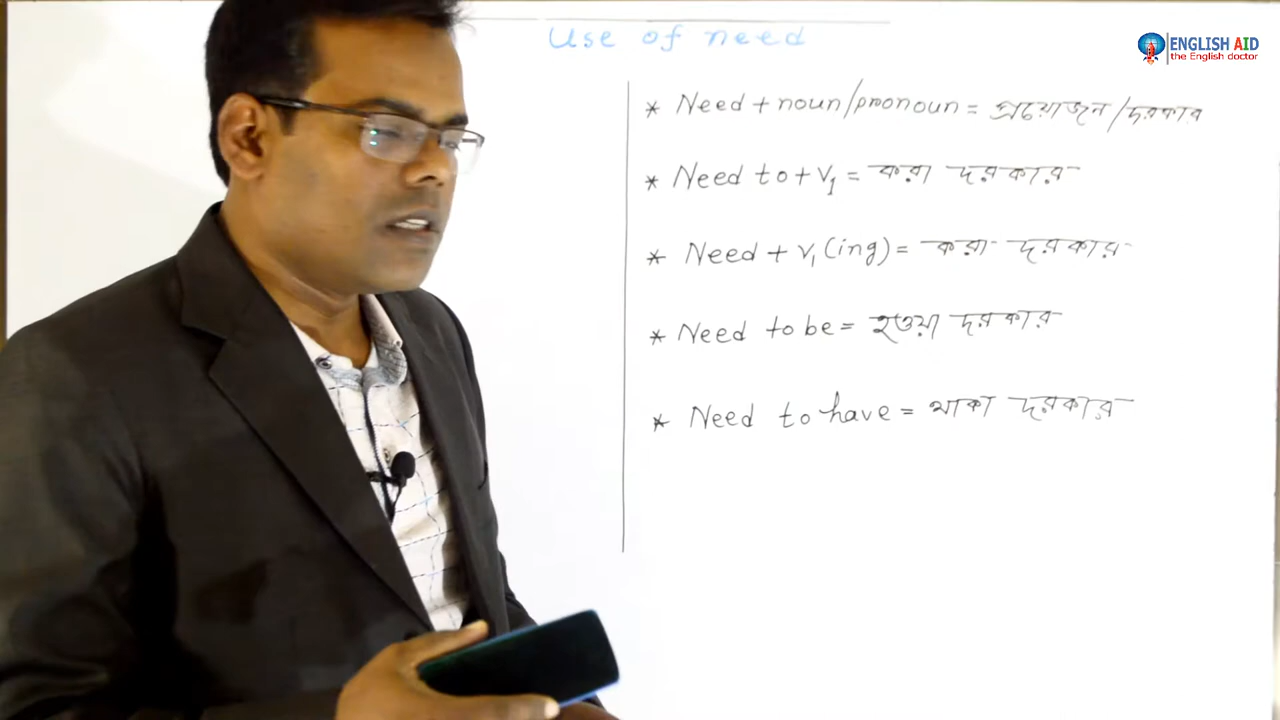 Use of need
ENGLISH AID
the English doctor
* Need + noun/pronoun = প্রয়োজন/দরকার
* Need to + V₁ = করা দরকার
* Need + V₁ (ing) = করা দরকার
* Need to be = হওয়া দরকার
* Need to have = থাকা দরকার